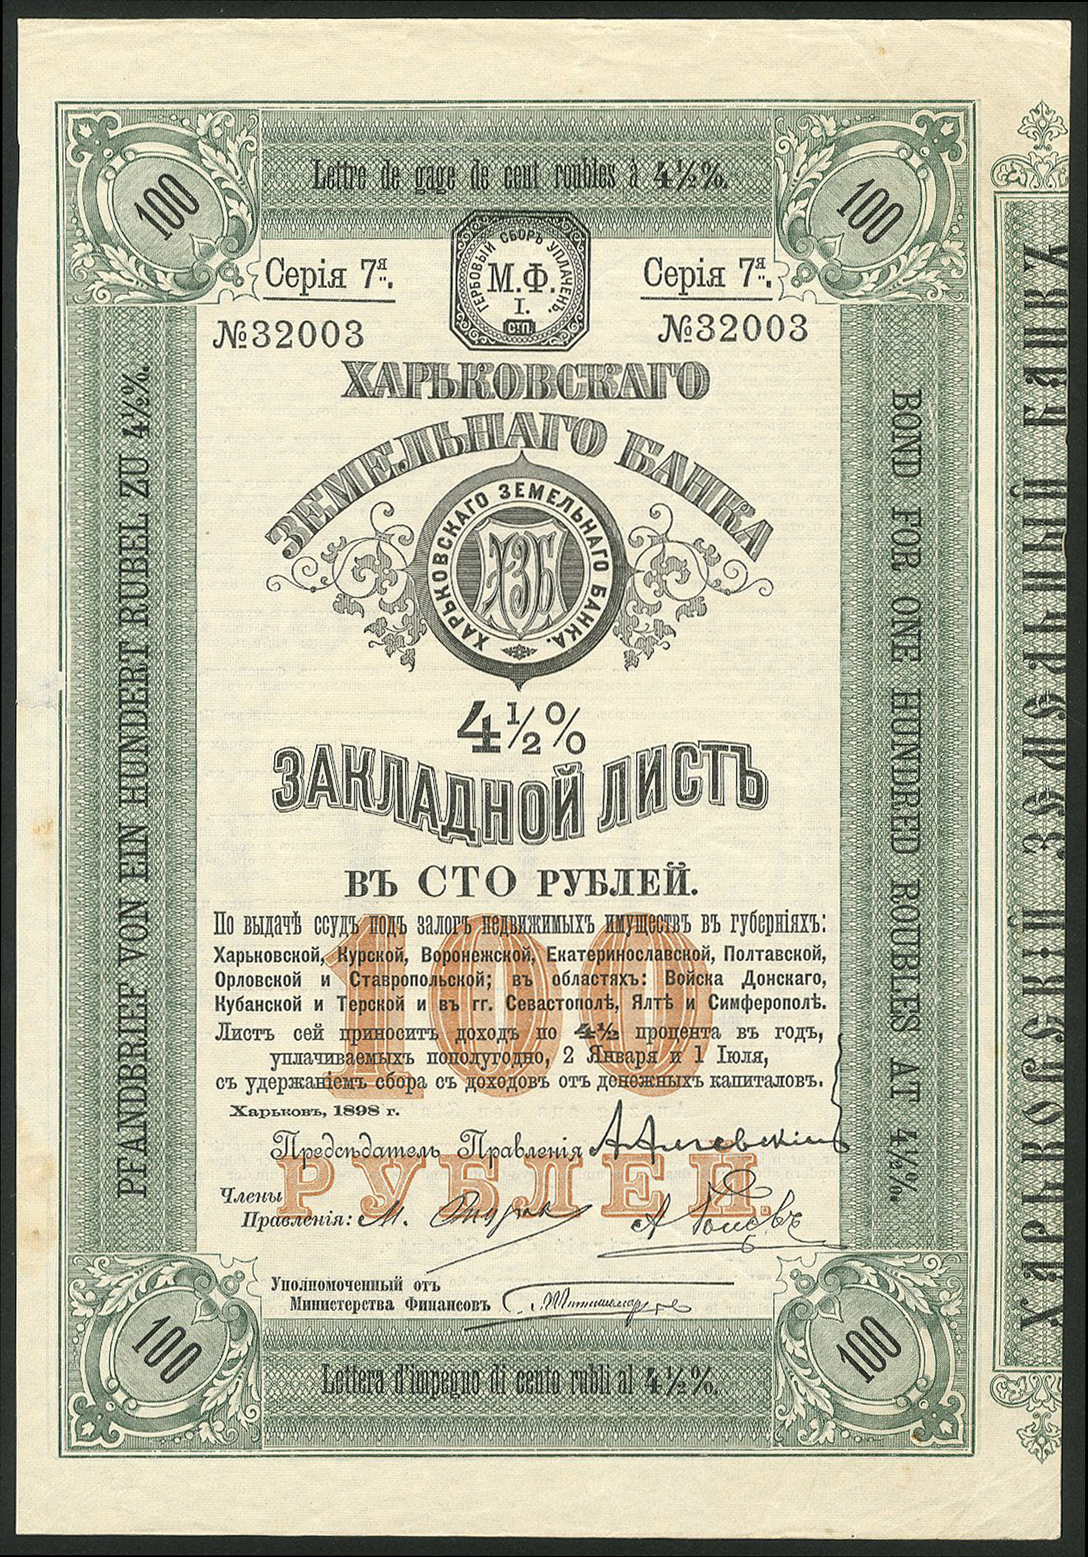 100
Lettre de gage de cent roubles à 4½%.
100
Серія 7я.
ГЕРБОВЫЙ СБОРЪ УПЛАЧЕНЪ.
М.Ф.
I.
СТП.
Серія 7я.
№32003
№32003
ХАРЬКОВСКАГО
ЗЕМЕЛЬНАГО БАНКА
ХАРЬКОВСКАГО ЗЕМЕЛЬНАГО БАНКА.
ХЗБ
4½%
ЗАКЛАДНОЙ ЛИСТЪ
ВЪ СТО РУБЛЕЙ.
100
По выдачѣ ссудъ подъ залогъ недвижимыхъ имуществъ въ губерніяхъ:
Харьковской, Курской, Воронежской, Екатеринославской, Полтавской,
Орловской и Ставропольской; въ областяхъ: Войска Донскаго,
Кубанской и Терской и въ гг. Севастополѣ, Ялтѣ и Симферополѣ.
Листъ сей приноситъ доходъ по 4½ процента въ годъ,
уплачиваемыхъ пополугодно, 2 Января и 1 Іюля,
съ удержаніемъ сбора съ доходовъ отъ денежныхъ капиталовъ.
Харьковъ, 1898 г.
Предсѣдатель Правленія
РУБЛЕЙ.
Члены
Правленія:
Уполномоченный отъ
Министерства Финансовъ
100
Lettera d'impegno di cento rubli al 4½%.
100
PFANDBRIEF VON EIN HUNDERT RUBEL ZU 4½%.
BOND FOR ONE HUNDRED ROUBLES AT 4½%
ХАРЬКОВСКІЙ ЗЕМЕЛЬНЫЙ БАНКЪ